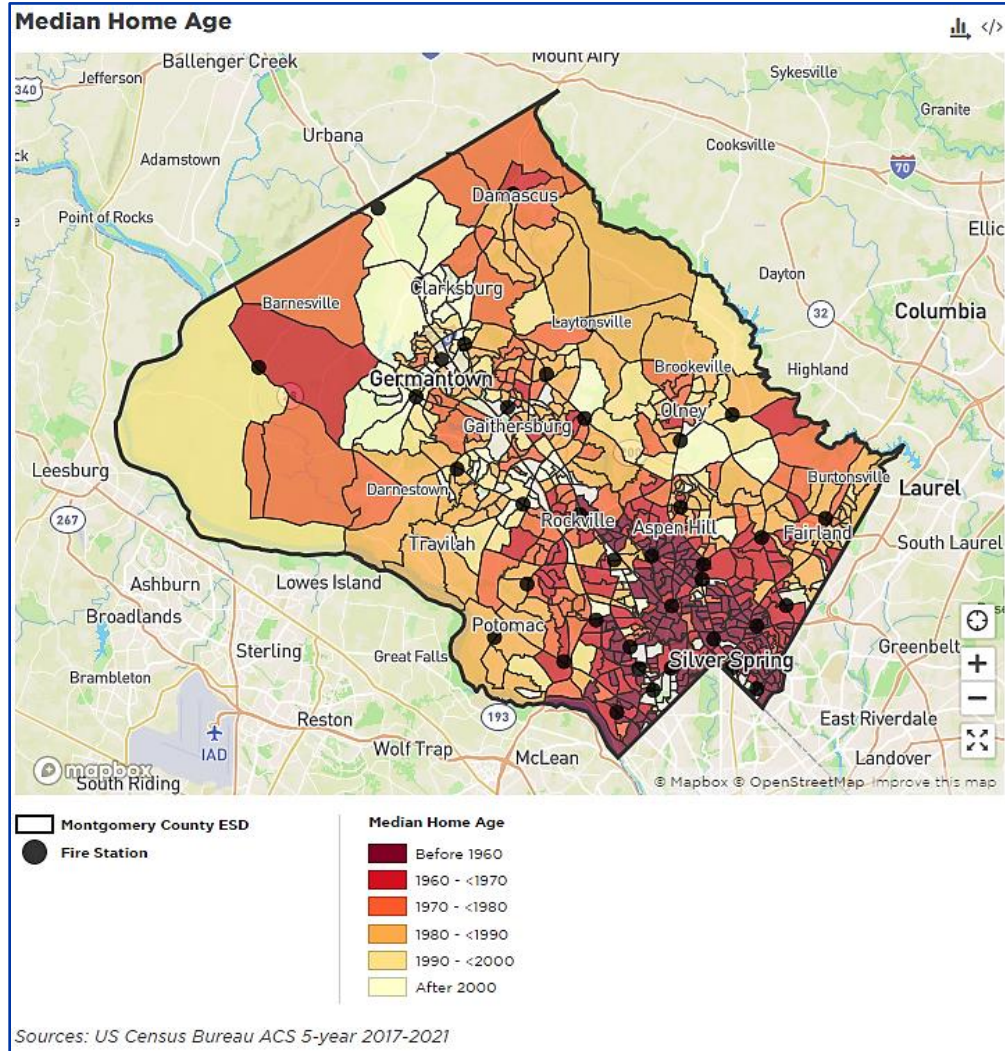 Median Home Age
</>
Ballenger Creek
Mount Airy
Jefferson
Sykesville
340
Granite
Urbana
Cooksville
Adamstown
70
Damascus
Point of Rocks
Dayton
Clarksburg
Barnesville
32
Columbia
Laytonsville
Highland
Brookeville
Germantown
Olney
Gaithersburg
Leesburg
Burtonsville
Laurel
Darnestown
267
Rockville
Aspen Hill
Fairland
Travilah
South Laurel
Ashburn
Lowes Island
Broadlands
Potomac
Sterling
Great Falls
Silver Spring
Greenbelt
Brambleton
193
Reston
East Riverdale
IAD
Wolf Trap
McLean
Landover
mapbox
South Riding
© Mapbox © OpenStreetMap Improve this map
Montgomery County ESD
Fire Station
Median Home Age
Before 1960
1960 - <1970
1970 - <1980
1980 - <1990
1990 - <2000
After 2000
Sources: US Census Bureau ACS 5-year 2017-2021